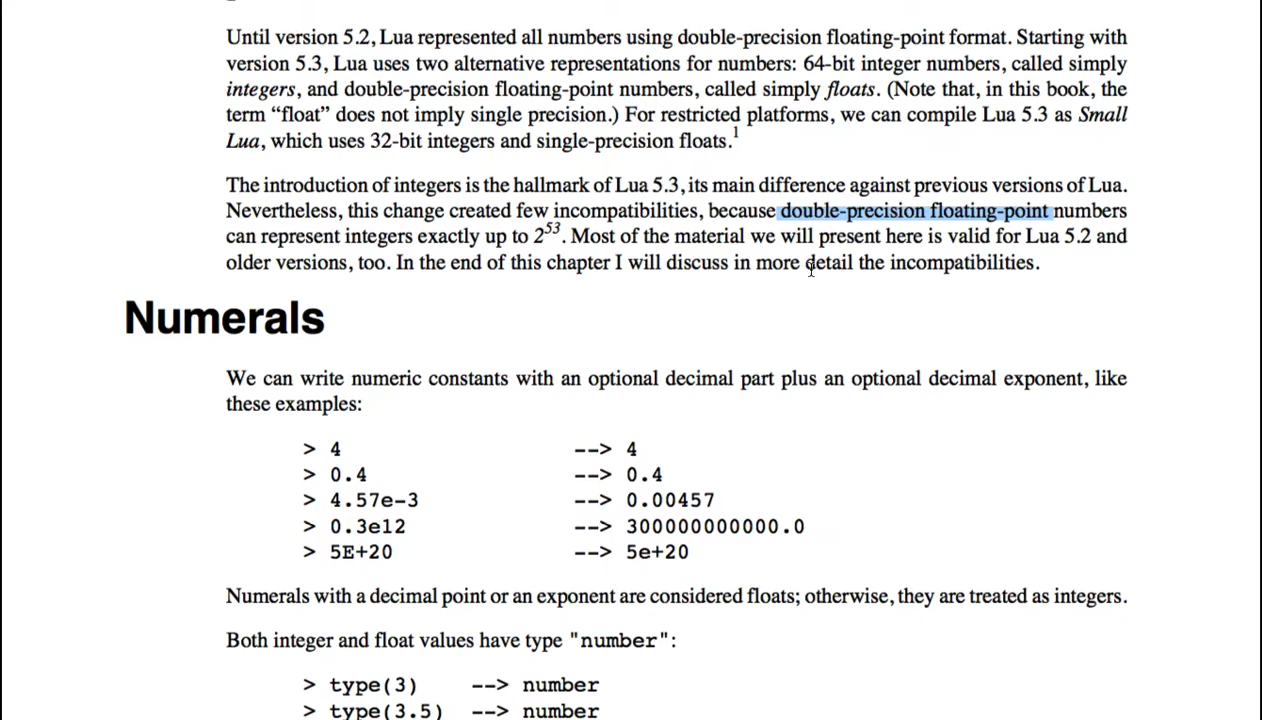 Until version 5.2, Lua represented all numbers using double-precision floating-point format. Starting with
version 5.3, Lua uses two alternative representations for numbers: 64-bit integer numbers, called simply
integers, and double-precision floating-point numbers, called simply floats. (Note that, in this book, the
term “float” does not imply single precision.) For restricted platforms, we can compile Lua 5.3 as Small
Lua, which uses 32-bit integers and single-precision floats.1
The introduction of integers is the hallmark of Lua 5.3, its main difference against previous versions of Lua.
Nevertheless, this change created few incompatibilities, because double-precision floating-point numbers
can represent integers exactly up to 2^53. Most of the material we will present here is valid for Lua 5.2 and
older versions, too. In the end of this chapter I will discuss in more detail the incompatibilities.
Numerals
We can write numeric constants with an optional decimal part plus an optional decimal exponent, like
these examples:
> 4 --> 4
> 0.4 --> 0.4
> 4.57e-3 --> 0.00457
> 0.3e12 --> 300000000000.0
> 5E+20 --> 5e+20
Numerals with a decimal point or an exponent are considered floats; otherwise, they are treated as integers.
Both integer and float values have type "number":
> type(3) --> number
> type(3.5) --> number